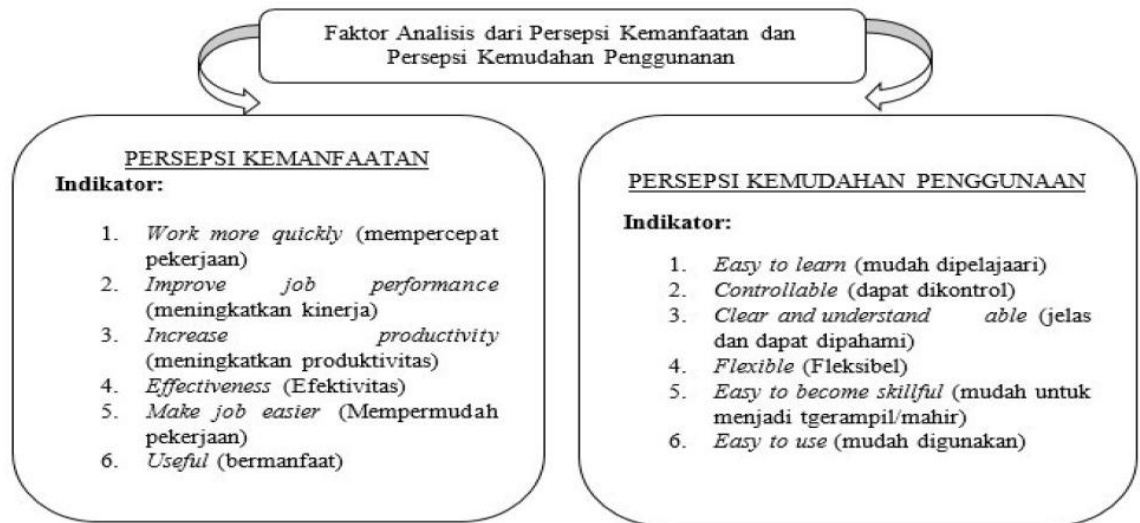 Faktor Analisis dari Persepsi Kemanfaatan dan
Persepsi Kemudahan Penggunanan
PERSEPSI KEMANFAATAN
Indikator:
1. Work more quickly (mempercepat
pekerjaan)
2. Improve job performance
(meningkatkan kinerja)
3. Increase productivity
(meningkatkan produktivitas)
4. Effectiveness (Efektivitas)
5. Make job easier (Mempermudah
pekerjaan)
6. Useful (bermanfaat)
PERSEPSI KEMUDAHAN PENGGUNAAN
Indikator:
1. Easy to learn (mudah dipelajaari)
2. Controllable (dapat dikontrol)
3. Clear and understand able (jelas
dan dapat dipahami)
4. Flexible (Fleksibel)
5. Easy to become skillful (mudah untuk
menjadi tgerampil/mahir)
6. Easy to use (mudah digunakan)